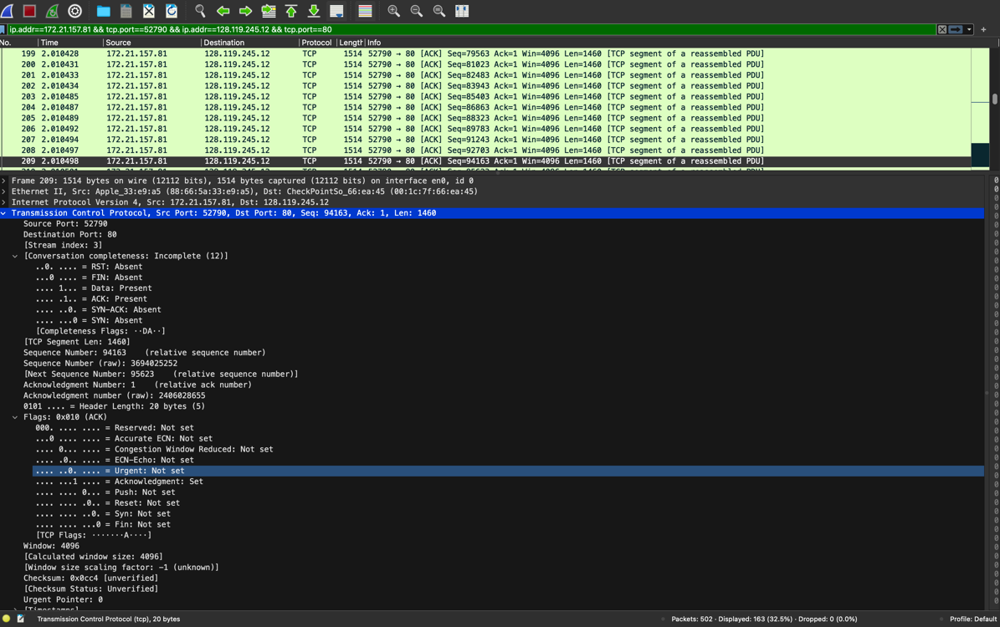 ip.addr==172.21.157.81 && tcp.port==52790 && ip.addr==128.119.245.12 && tcp.port==80
No. Time Source Destination Protocol Length Info
199 2.010428 172.21.157.81 128.119.245.12 TCP 1514 52790 → 80 [ACK] Seq=79563 Ack=1 Win=4096 Len=1460 [TCP segment of a reassembled PDU]
200 2.010431 172.21.157.81 128.119.245.12 TCP 1514 52790 → 80 [ACK] Seq=81023 Ack=1 Win=4096 Len=1460 [TCP segment of a reassembled PDU]
201 2.010433 172.21.157.81 128.119.245.12 TCP 1514 52790 → 80 [ACK] Seq=82483 Ack=1 Win=4096 Len=1460 [TCP segment of a reassembled PDU]
202 2.010434 172.21.157.81 128.119.245.12 TCP 1514 52790 → 80 [ACK] Seq=83943 Ack=1 Win=4096 Len=1460 [TCP segment of a reassembled PDU]
203 2.010485 172.21.157.81 128.119.245.12 TCP 1514 52790 → 80 [ACK] Seq=85403 Ack=1 Win=4096 Len=1460 [TCP segment of a reassembled PDU]
204 2.010487 172.21.157.81 128.119.245.12 TCP 1514 52790 → 80 [ACK] Seq=86863 Ack=1 Win=4096 Len=1460 [TCP segment of a reassembled PDU]
205 2.010489 172.21.157.81 128.119.245.12 TCP 1514 52790 → 80 [ACK] Seq=88323 Ack=1 Win=4096 Len=1460 [TCP segment of a reassembled PDU]
206 2.010492 172.21.157.81 128.119.245.12 TCP 1514 52790 → 80 [ACK] Seq=89783 Ack=1 Win=4096 Len=1460 [TCP segment of a reassembled PDU]
207 2.010494 172.21.157.81 128.119.245.12 TCP 1514 52790 → 80 [ACK] Seq=91243 Ack=1 Win=4096 Len=1460 [TCP segment of a reassembled PDU]
208 2.010497 172.21.157.81 128.119.245.12 TCP 1514 52790 → 80 [ACK] Seq=92703 Ack=1 Win=4096 Len=1460 [TCP segment of a reassembled PDU]
209 2.010498 172.21.157.81 128.119.245.12 TCP 1514 52790 → 80 [ACK] Seq=94163 Ack=1 Win=4096 Len=1460 [TCP segment of a reassembled PDU]
Frame 209: 1514 bytes on wire (12112 bits), 1514 bytes captured (12112 bits) on interface en0, id 0
Ethernet II, Src: Apple_33:e9:a5 (88:66:5a:33:e9:a5), Dst: CheckPointSo_66:ea:45 (00:1c:7f:66:ea:45)
Internet Protocol Version 4, Src: 172.21.157.81, Dst: 128.119.245.12
Transmission Control Protocol, Src Port: 52790, Dst Port: 80, Seq: 94163, Ack: 1, Len: 1460
Source Port: 52790
Destination Port: 80
[Stream index: 3]
[Conversation completeness: Incomplete (12)]
..0. .... = RST: Absent
...0 .... = FIN: Absent
.... 1... = Data: Present
.... .1.. = ACK: Present
.... ..0. = SYN-ACK: Absent
.... ...0 = SYN: Absent
[Completeness Flags: ··DA··]
[TCP Segment Len: 1460]
Sequence Number: 94163 (relative sequence number)
Sequence Number (raw): 3694025252
[Next Sequence Number: 95623 (relative sequence number)]
Acknowledgment Number: 1 (relative ack number)
Acknowledgment number (raw): 2406028655
0101 .... = Header Length: 20 bytes (5)
Flags: 0x010 (ACK)
000. .... .... = Reserved: Not set
...0 .... .... = Accurate ECN: Not set
.... 0... .... = Congestion Window Reduced: Not set
.... .0.. .... = ECN-Echo: Not set
.... ..0. .... = Urgent: Not set
.... ...1 .... = Acknowledgment: Set
.... .... 0... = Push: Not set
.... .... .0.. = Reset: Not set
.... .... ..0. = Syn: Not set
.... .... ...0 = Fin: Not set
[TCP Flags: ·······A····]
Window: 4096
[Calculated window size: 4096]
[Window size scaling factor: -1 (unknown)]
Checksum: 0x0cc4 [unverified]
[Checksum Status: Unverified]
Urgent Pointer: 0
[Timestamps]
Transmission Control Protocol (tcp), 20 bytes
Packets: 502 · Displayed: 163 (32.5%) · Dropped: 0 (0.0%)
Profile: Default